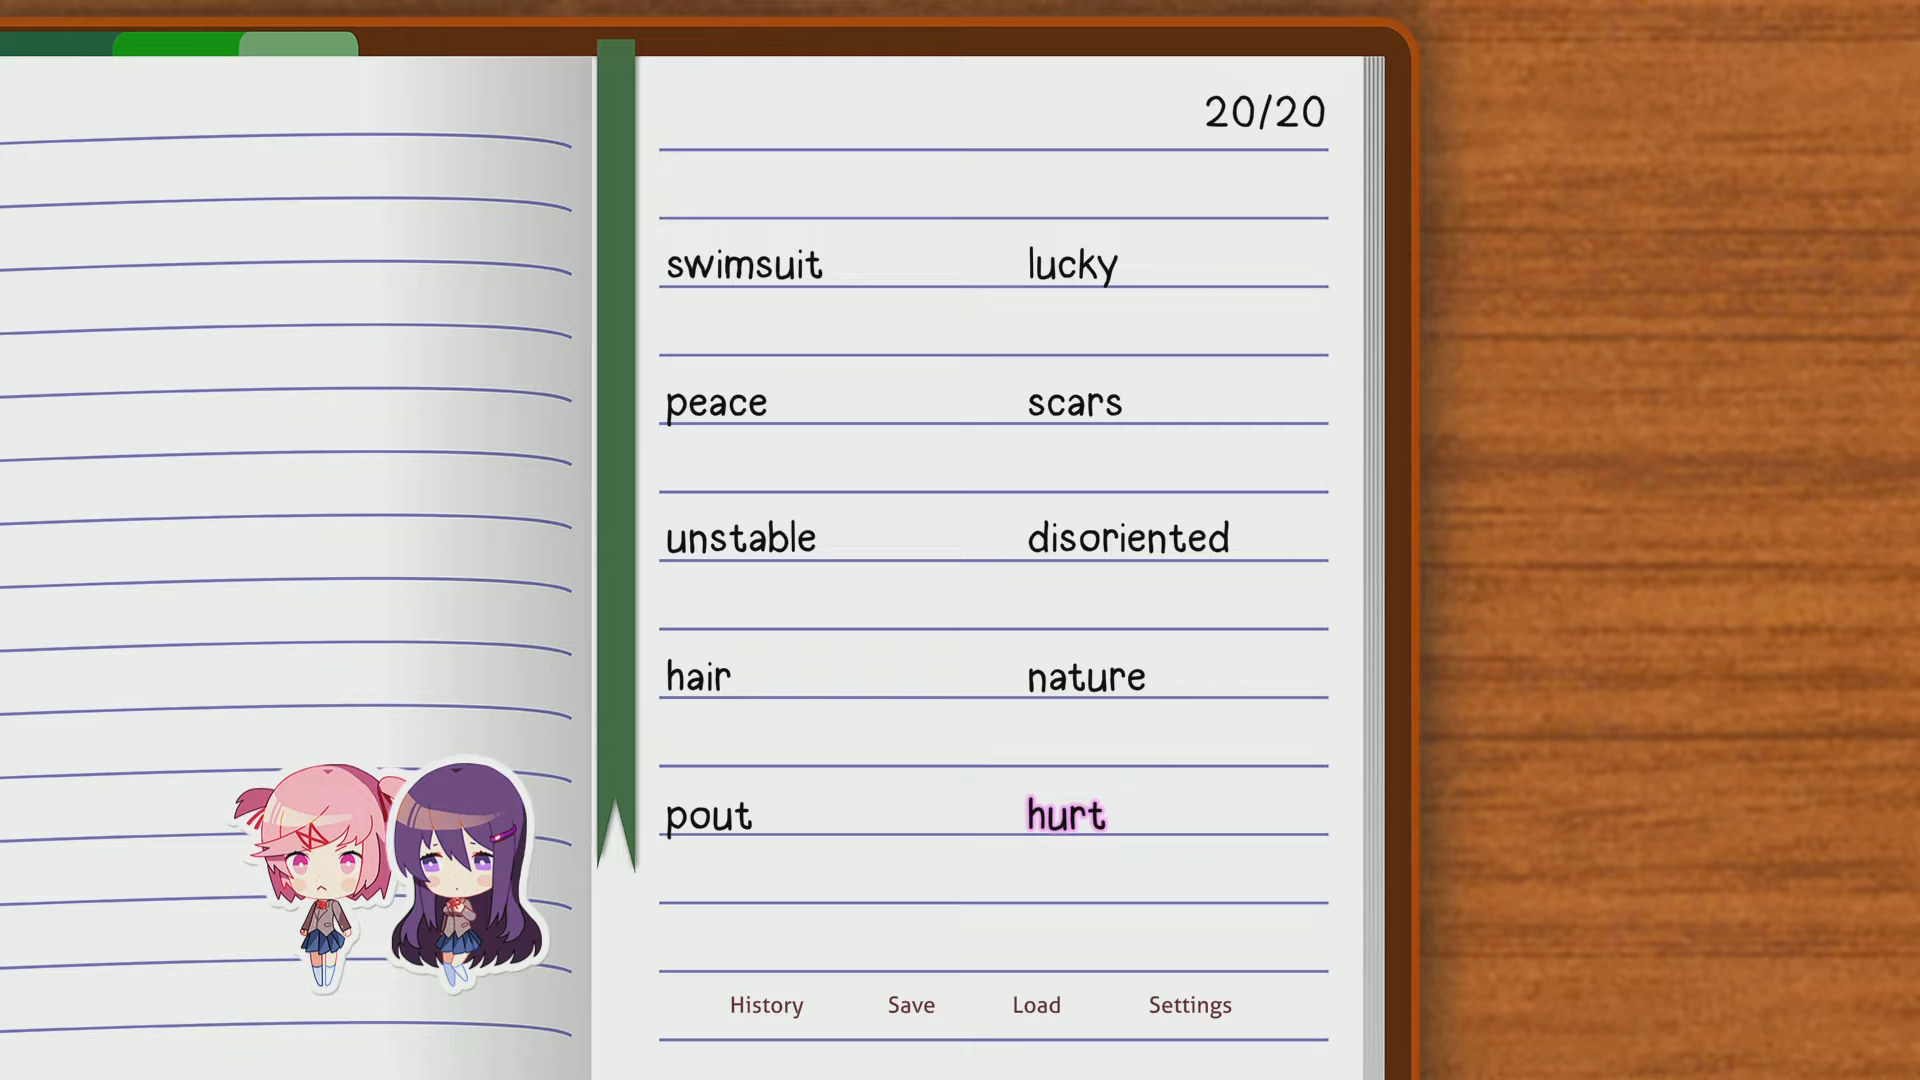 20/20
swimsuit lucky
peace scars
unstable disoriented
hair nature
pout hurt
History Save Load Settings